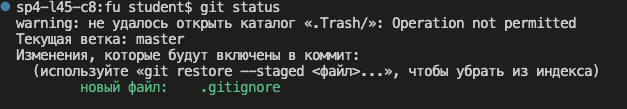 sp4-l45-c8:fu student$ git status
warning: не удалось открыть каталог «.Trash/»: Operation not permitted
Текущая ветка: master
Изменения, которые будут включены в коммит:
  (используйте «git restore --staged <файл>...», чтобы убрать из индекса)
        новый файл:    .gitignore